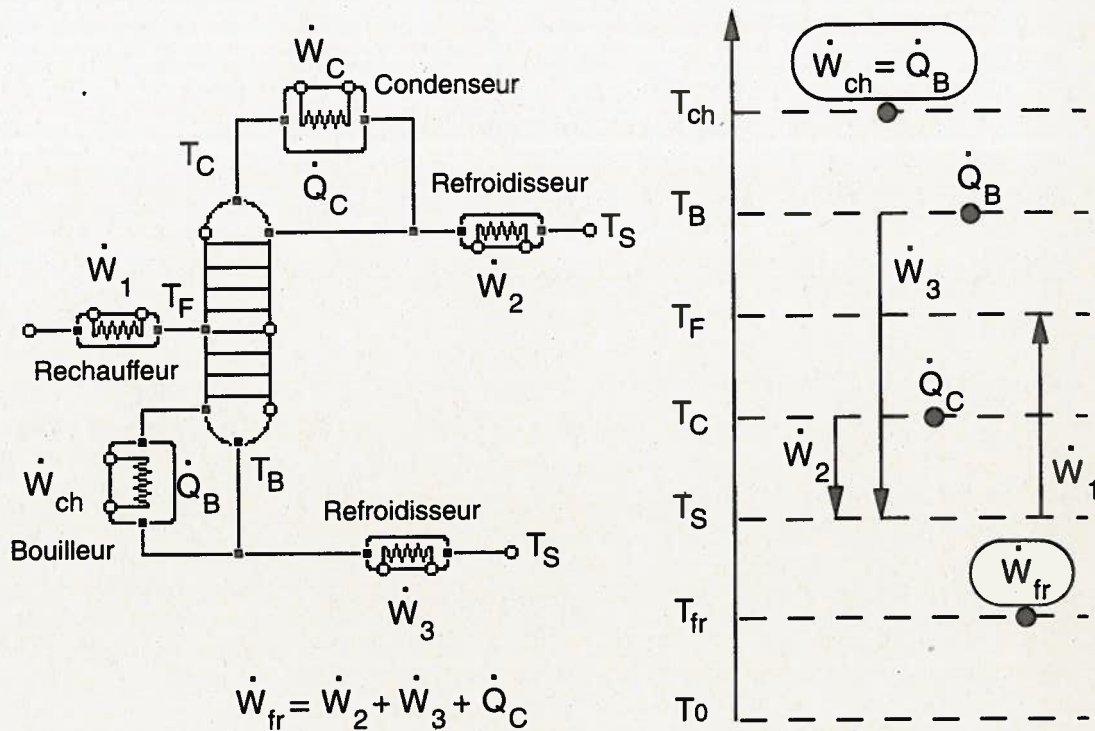 Ẇ_C
Condenseur
T_C
Q̇_C
Refroidisseur
T_S
Ẇ_2
Ẇ_1
T_F
Rechauffeur
Ẇ_ch
Q̇_B
T_B
Bouilleur
Refroidisseur
T_S
Ẇ_3
Ẇ_fr = Ẇ_2 + Ẇ_3 + Q̇_C
Ẇ_ch = Q̇_B
T_ch
Q̇_B
T_B
Ẇ_3
T_F
Q̇_C
T_C
Ẇ_2
Ẇ_1
T_S
Ẇ_fr
T_fr
T_0